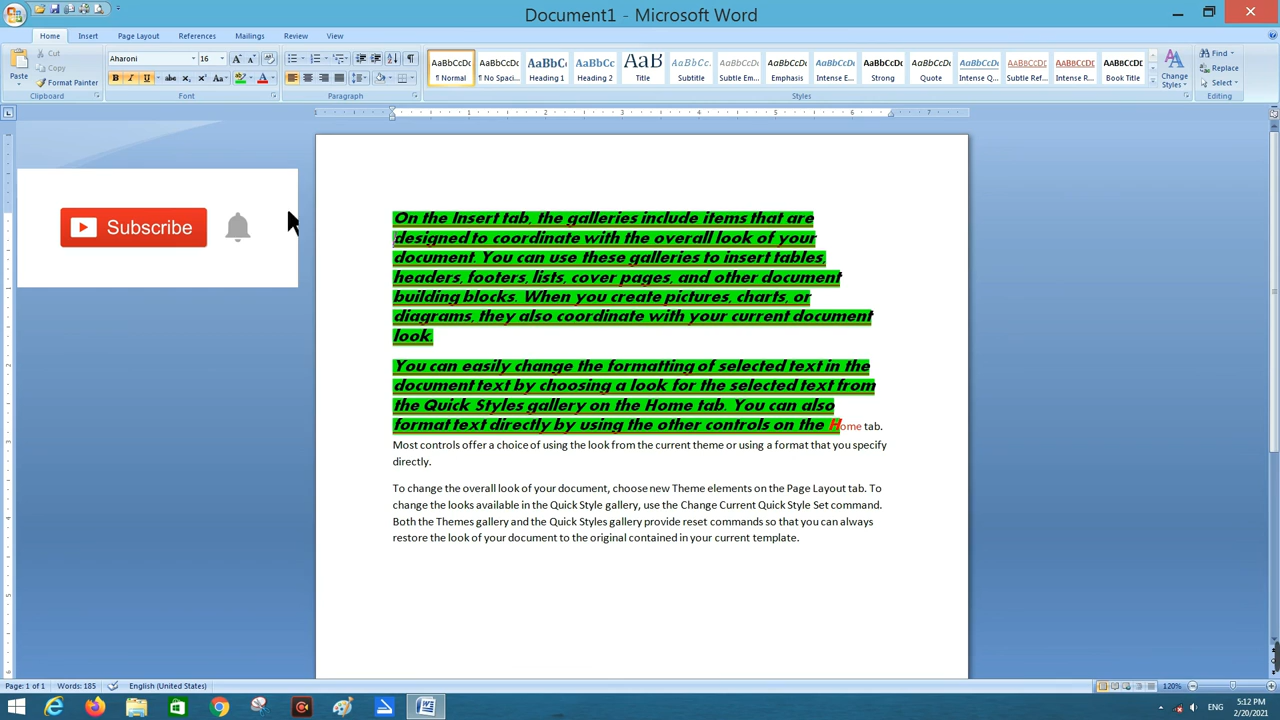 Document1 - Microsoft Word
Home Insert Page Layout References Mailings Review View
Paste
Cut
Copy
Format Painter
Clipboard
Aharoni 16
Font
Paragraph
AaBbCcDc AaBbCcDc AaBbC AaBbCc AaB AaBbCc. AaBbCcDc AaBbCcDc AaBbCcDc AaBbCcDc AaBbCcDc AaBbCcDc AaBbCcDc AaBbCcDc
¶ Normal ¶ No Spaci... Heading 1 Heading 2 Title Subtitle Subtle Em... Emphasis Intense E... Strong Quote Intense Q... Subtle Ref... Intense R... Book Title
Change Styles
Styles
Find
Replace
Select
Editing
Subscribe
On the Insert tab, the galleries include items that are
designed to coordinate with the overall look of your
document. You can use these galleries to insert tables,
headers, footers, lists, cover pages, and other document
building blocks. When you create pictures, charts, or
diagrams, they also coordinate with your current document
look.
You can easily change the formatting of selected text in the
document text by choosing a look for the selected text from
the Quick Styles gallery on the Home tab. You can also
format text directly by using the other controls on the Home tab.
Most controls offer a choice of using the look from the current theme or using a format that you specify
directly.
To change the overall look of your document, choose new Theme elements on the Page Layout tab. To
change the looks available in the Quick Style gallery, use the Change Current Quick Style Set command.
Both the Themes gallery and the Quick Styles gallery provide reset commands so that you can always
restore the look of your document to the original contained in your current template.
Page: 1 of 1 Words: 185 English (United States) 120%
ENG
5:12 PM
2/20/2021